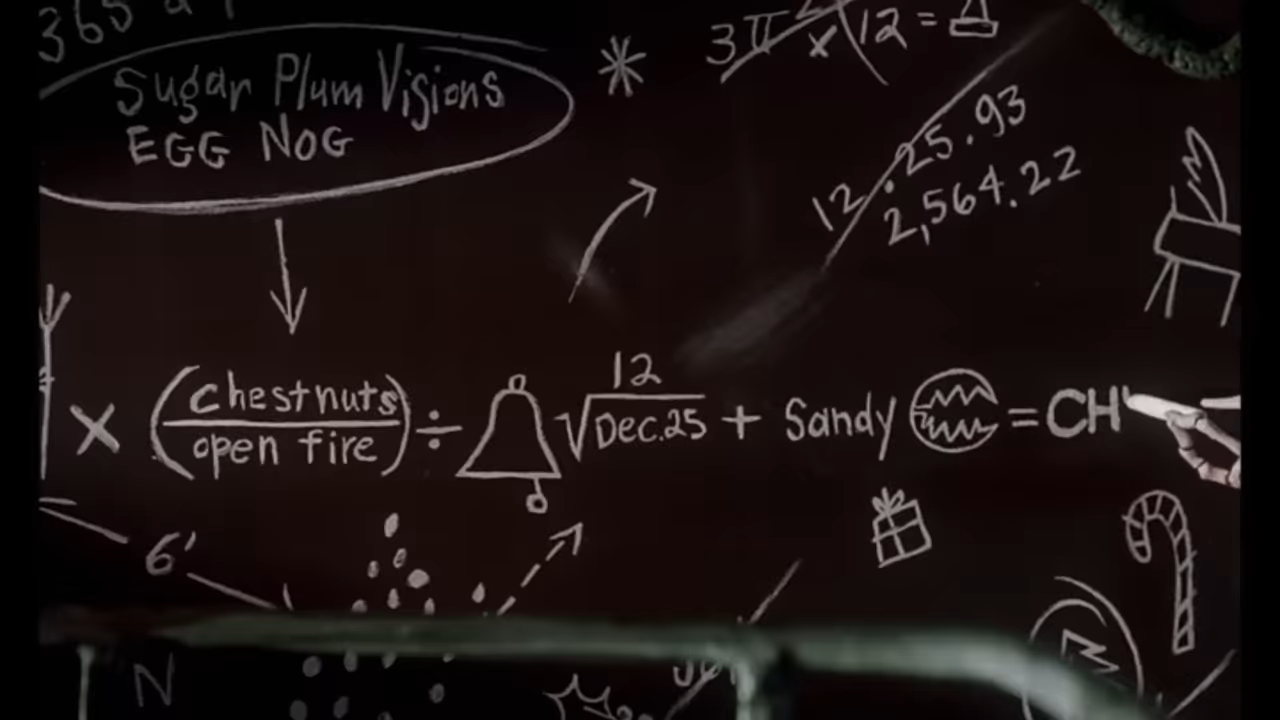 365
Sugar Plum Visions
EGG NOG
*
3π x 12 =
12.25.93
2,564.22
× (chestnuts / open fire) ÷ √Dec.25 12 + Sandy = CH
6'
N